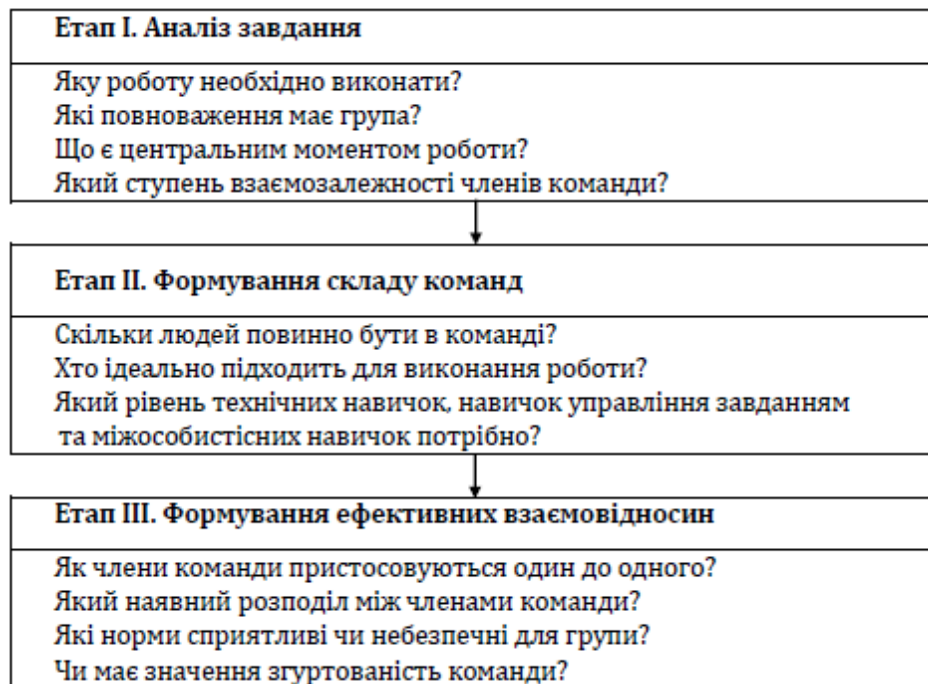 Етап I. Аналіз завдання
Яку роботу необхідно виконати?
Які повноваження має група?
Що є центральним моментом роботи?
Який ступень взаємозалежності членів команди?
Етап II. Формування складу команд
Скільки людей повинно бути в команді?
Хто ідеально підходить для виконання роботи?
Який рівень технічних навичок, навичок управління завданням
та міжособистісних навичок потрібно?
Етап III. Формування ефективних взаємовідносин
Як члени команди пристосовуються один до одного?
Який наявний розподіл між членами команди?
Які норми сприятливі чи небезпечні для групи?
Чи має значення згуртованість команди?